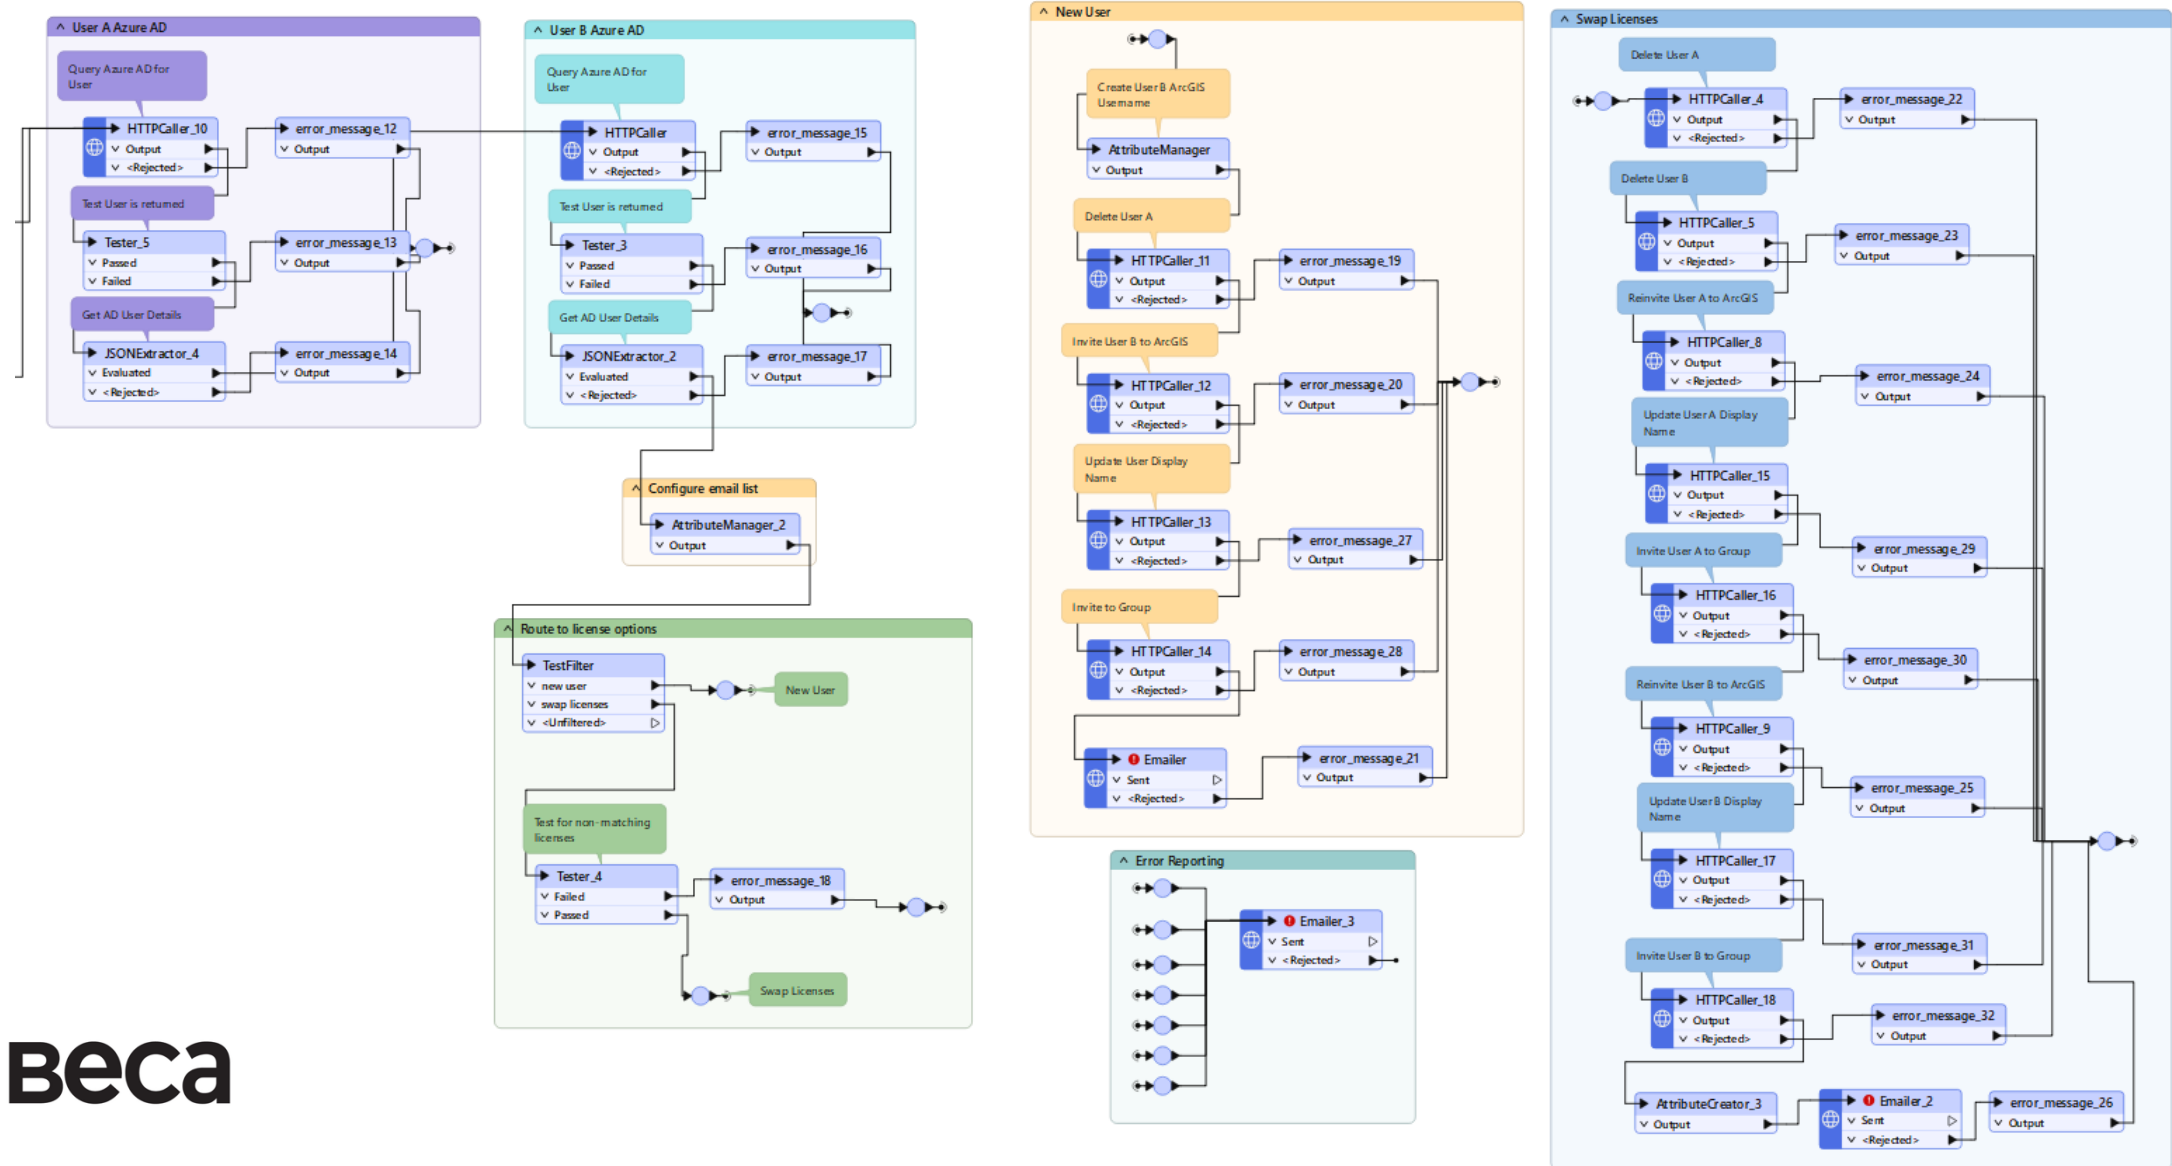 User A Azure AD
Query Azure AD for
User
HTTPCaller_10
Output
<Rejected>
error_message_12
Output
Test User is returned
Tester_5
Passed
Failed
error_message_13
Output
Get AD User Details
JSONExtractor_4
Evaluated
<Rejected>
error_message_14
Output
User B Azure AD
Query Azure AD for
User
HTTPCaller
Output
<Rejected>
error_message_15
Output
Test User is returned
Tester_3
Passed
Failed
error_message_16
Output
Get AD User Details
JSONExtractor_2
Evaluated
<Rejected>
error_message_17
Output
Configure email list
AttributeManager_2
Output
Route to license options
TestFilter
new user
swap licenses
<Unfiltered>
New User
Test for non-matching
licenses
Tester_4
Failed
Passed
error_message_18
Output
Swap Licenses
New User
Create User B ArcGIS
Username
AttributeManager
Output
Delete User A
HTTPCaller_11
Output
<Rejected>
error_message_19
Output
Invite User B to ArcGIS
HTTPCaller_12
Output
<Rejected>
error_message_20
Output
Update User Display
Name
HTTPCaller_13
Output
<Rejected>
error_message_27
Output
Invite to Group
HTTPCaller_14
Output
<Rejected>
error_message_28
Output
Emailer
Sent
<Rejected>
error_message_21
Output
Error Reporting
Emailer_3
Sent
<Rejected>
Swap Licenses
Delete User A
HTTPCaller_4
Output
<Rejected>
error_message_22
Output
Delete User B
HTTPCaller_5
Output
<Rejected>
error_message_23
Output
Reinvite User A to ArcGIS
HTTPCaller_8
Output
<Rejected>
error_message_24
Output
Update User A Display
Name
HTTPCaller_15
Output
<Rejected>
error_message_29
Output
Invite User A to Group
HTTPCaller_16
Output
<Rejected>
error_message_30
Output
Reinvite User B to ArcGIS
HTTPCaller_9
Output
<Rejected>
error_message_25
Output
Update User B Display
Name
HTTPCaller_17
Output
<Rejected>
error_message_31
Output
Invite User B to Group
HTTPCaller_18
Output
<Rejected>
error_message_32
Output
AttributeCreator_3
Output
Emailer_2
Sent
<Rejected>
error_message_26
Output
Beca